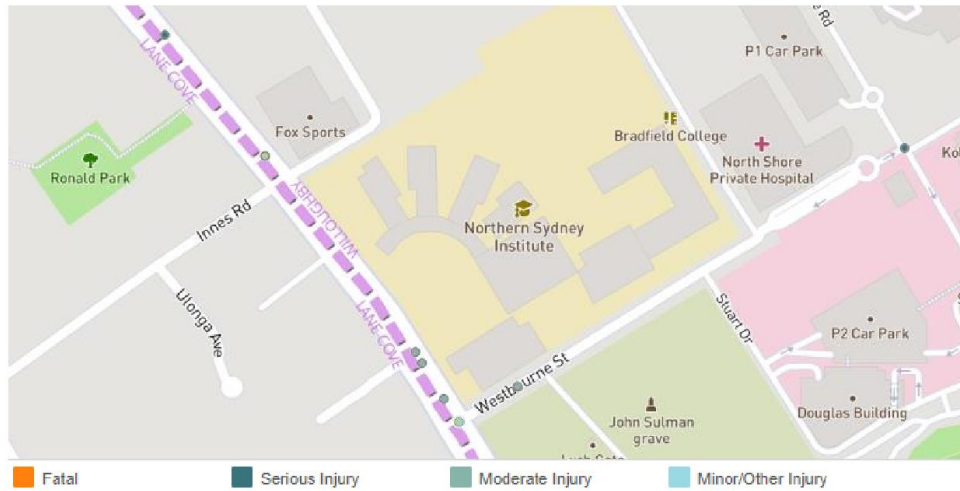 LANE COVE
Ronald Park
Fox Sports
Innes Rd
WILLOUGHBY
LANE COVE
Ulonga Ave
Northern Sydney
Institute
Bradfield College
P1 Car Park
North Shore
Private Hospital
Westbourne St
Stuart Dr
P2 Car Park
Douglas Building
John Sulman
grave
Fatal
Serious Injury
Moderate Injury
Minor/Other Injury